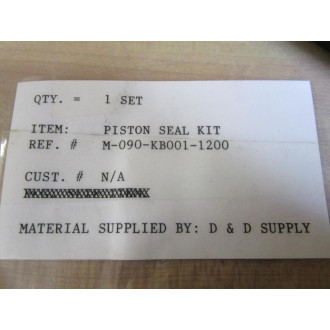 QTY. = 1 SET
ITEM: PISTON SEAL KIT
REF. # M-090-KB001-1200
CUST. # N/A
MATERIAL SUPPLIED BY: D & D SUPPLY